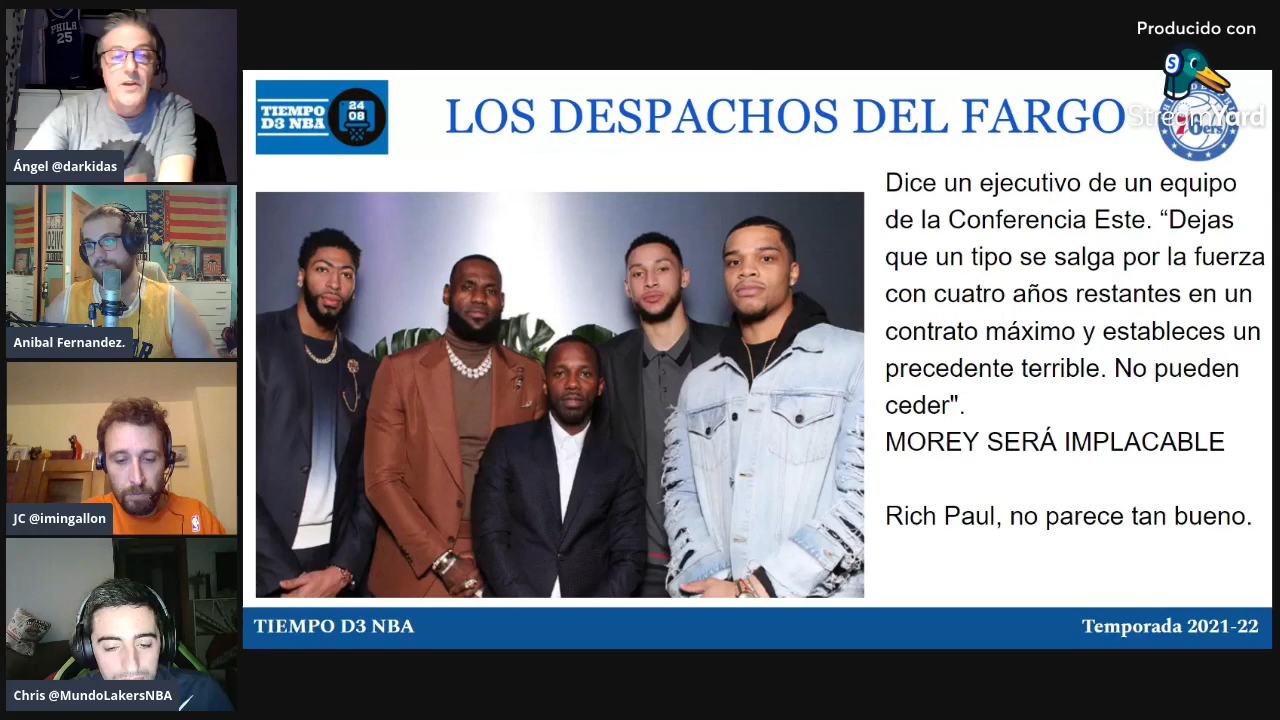 Producido con
StreamYard
PHILA
25
Ángel @darkidas
Anibal Fernandez.
JC @imingallon
Chris @MundoLakersNBA
TIEMPO
D3 NBA
24
08
LOS DESPACHOS DEL FARGO
76ers
Dice un ejecutivo de un equipo
de la Conferencia Este. “Dejas
que un tipo se salga por la fuerza
con cuatro años restantes en un
contrato máximo y estableces un
precedente terrible. No pueden
ceder".
MOREY SERÁ IMPLACABLE
Rich Paul, no parece tan bueno.
TIEMPO D3 NBA
Temporada 2021-22